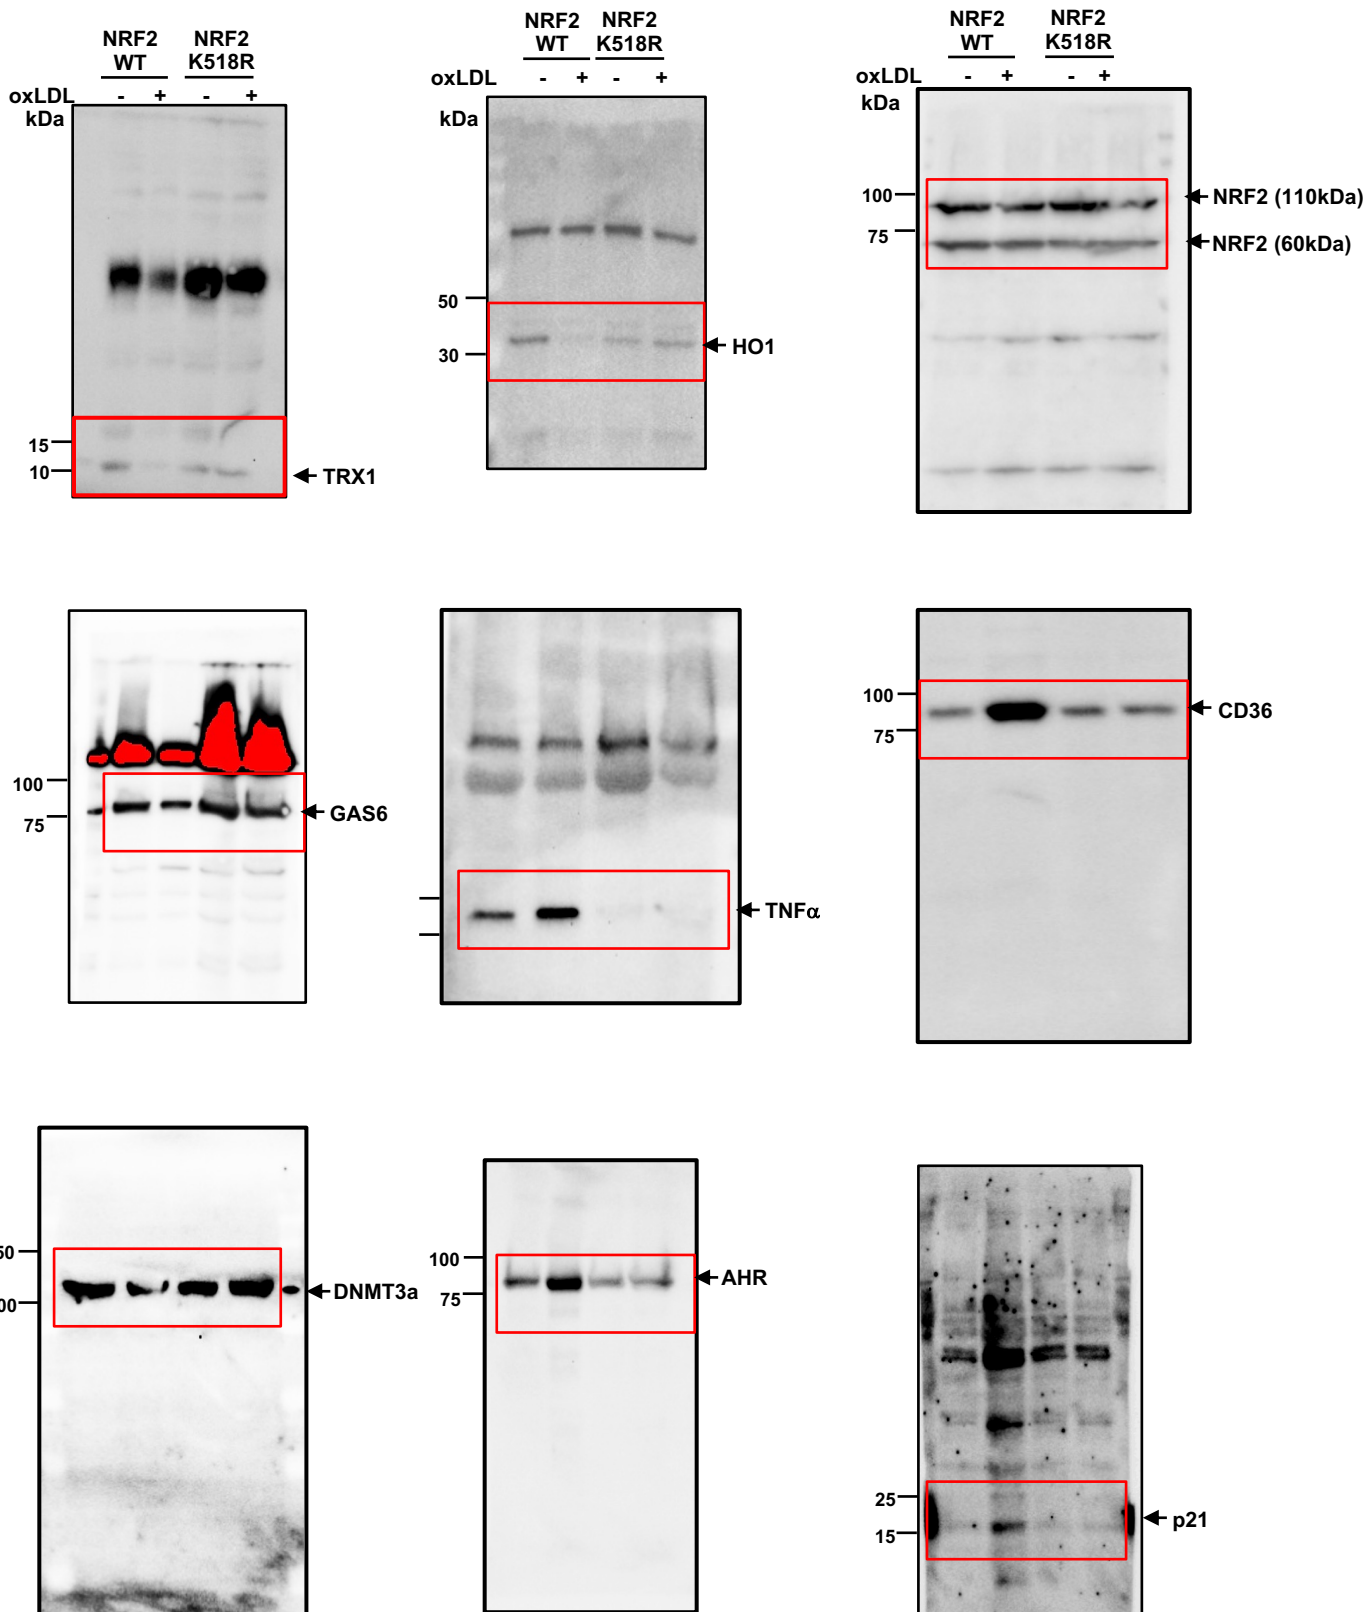 NRF2 NRF2
WT K518R
oxLDL - + - +
kDa
15
10
TRX1
NRF2 NRF2
WT K518R
oxLDL - + - +
kDa
50
30
HO1
NRF2 NRF2
WT K518R
oxLDL - + - +
kDa
100
75
NRF2 (110kDa)
NRF2 (60kDa)
100
75
GAS6
TNFα
100
75
CD36
50
00
DNMT3a
100
75
AHR
25
15
p21